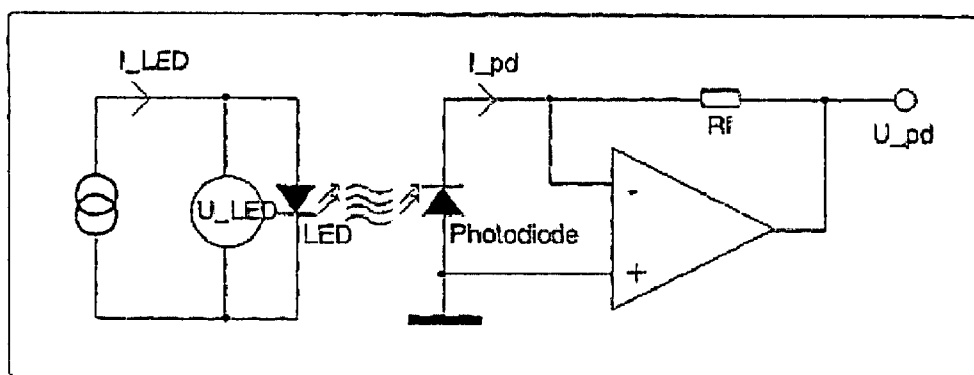 I_LED
I_pd
Rf
U_pd
-
U_LED
LED
Photodiode
+